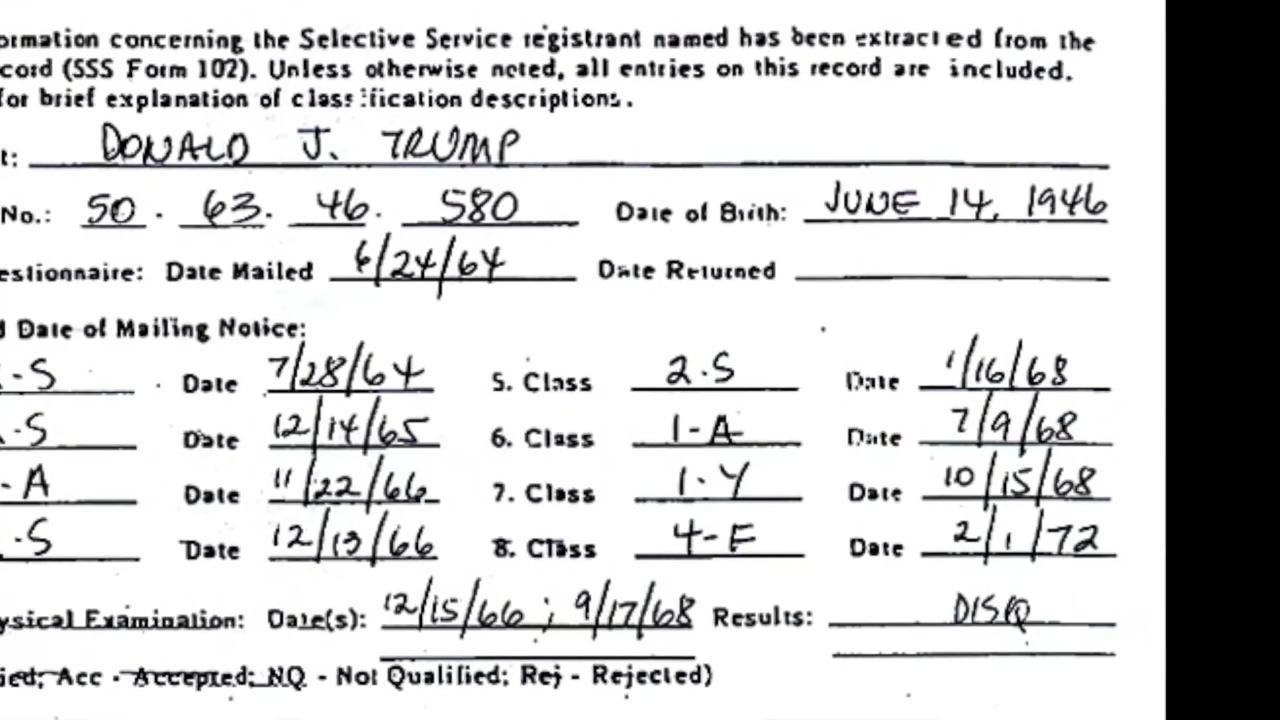 ormation concerning the Selective Service registrant named has been extracted from the
cord (SSS Form 102). Unless otherwise noted, all entries on this record are included.
for brief explanation of classification descriptions.
t: DONALD J. TRUMP
No.: 50 . 63. 46. 580 Date of Birth: JUNE 14, 1946
estionnaire: Date Mailed 6/24/64 Date Returned
d Date of Mailing Notice:
-S Date 7/28/64 5. Class 2-S Date 1/16/68
-S Date 12/14/65 6. Class 1-A Date 7/9/68
-A Date 11/22/66 7. Class 1-Y Date 10/15/68
-S Date 12/13/66 8. Class 4-F Date 2/1/72
ysical Examination: Date(s): 12/15/66 ; 9/17/68 Results: DISQ
ied; Acc - Accepted; NQ - Not Qualified; Rej - Rejected)